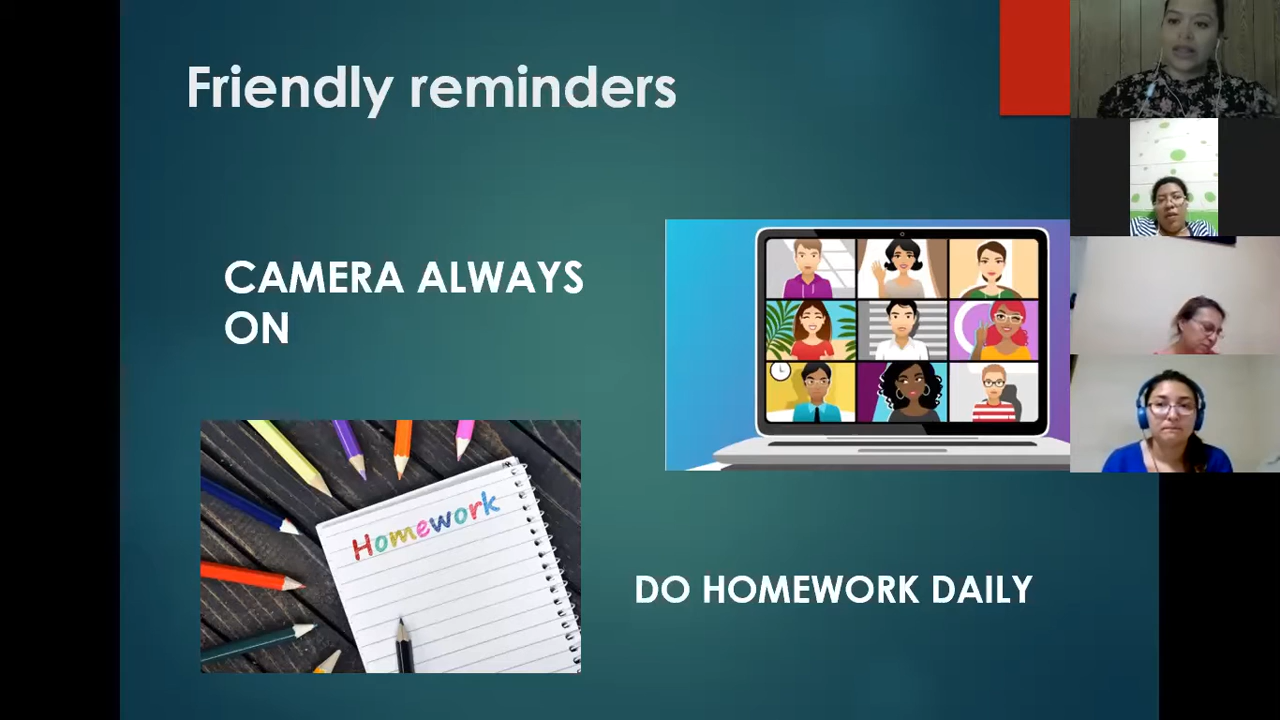 Friendly reminders
CAMERA ALWAYS
ON
Homework
DO HOMEWORK DAILY